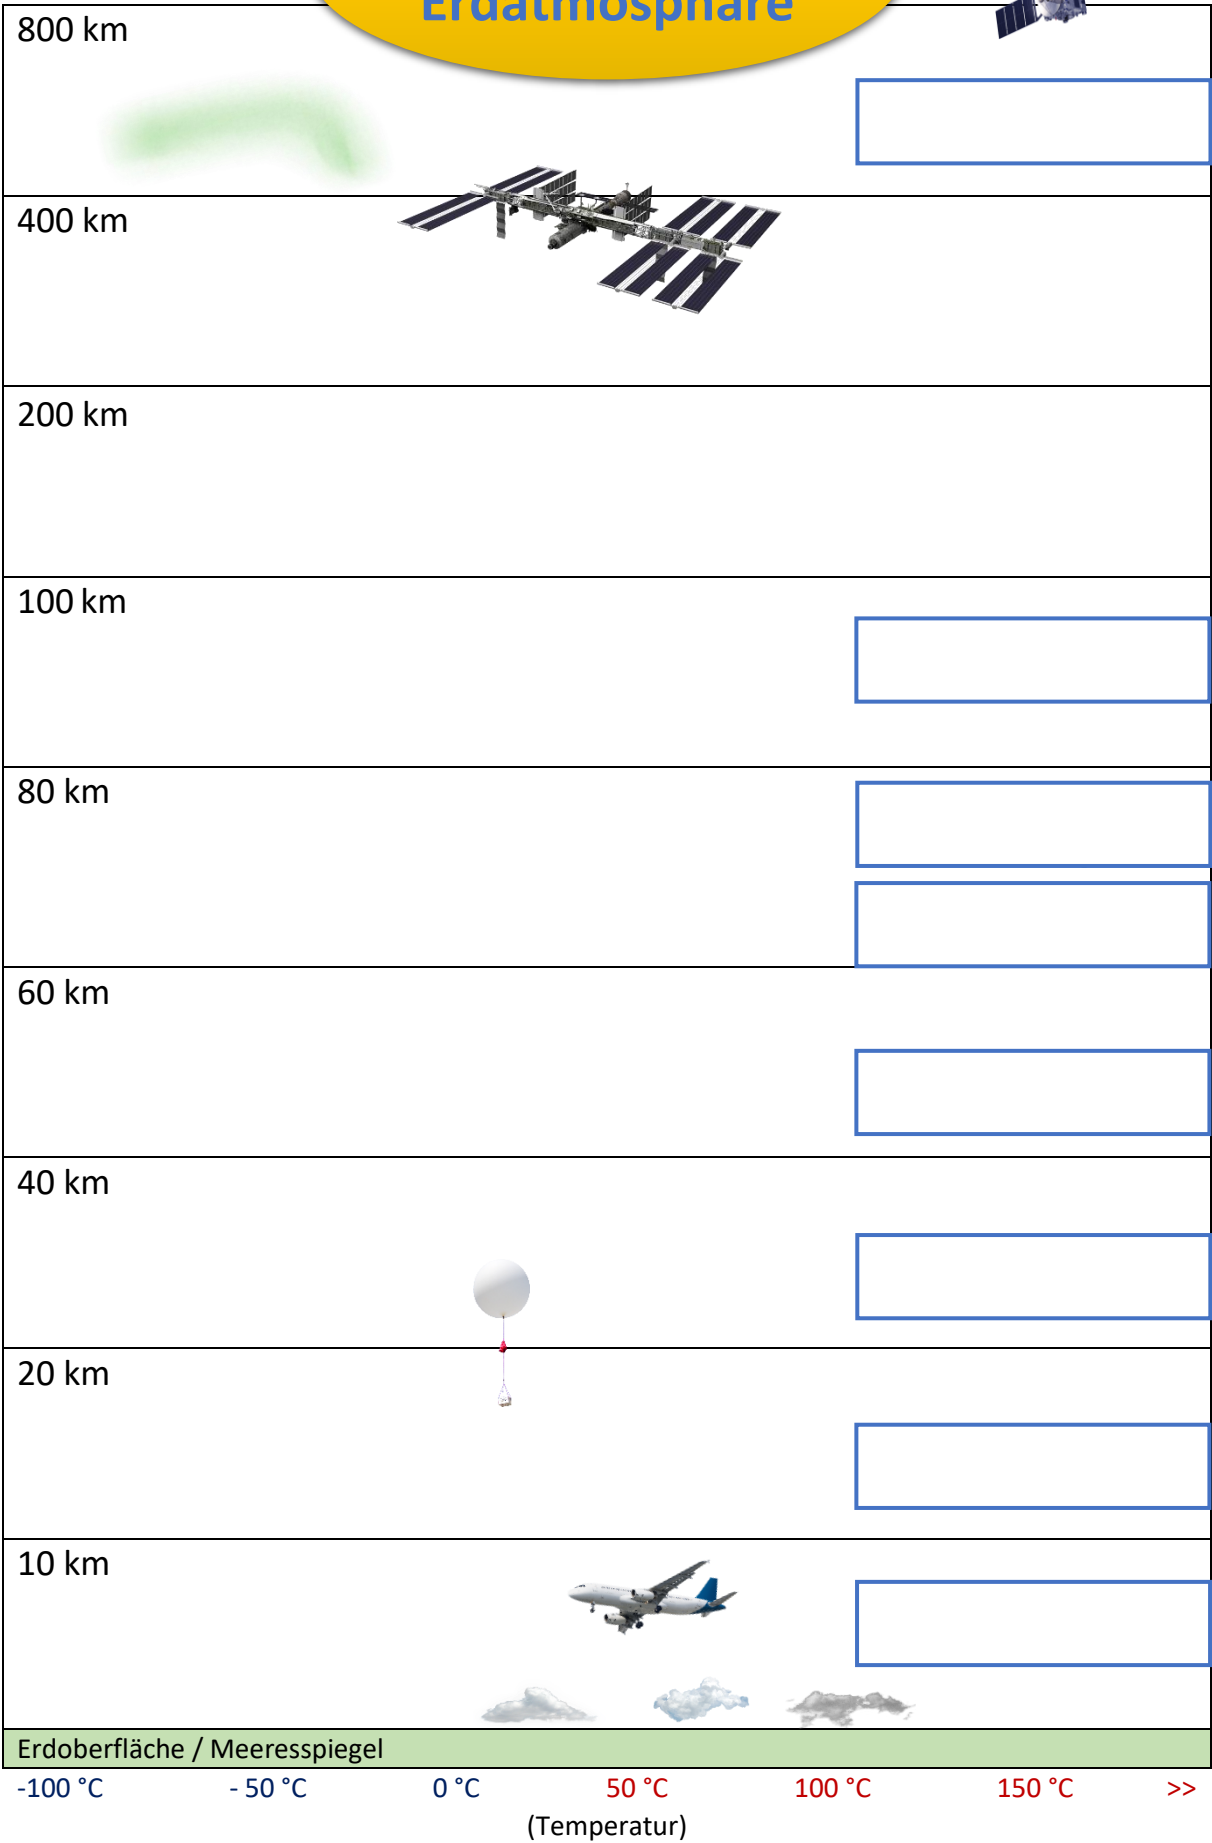 Erdatmosphäre
800 km
400 km
200 km
100 km
80 km
60 km
40 km
20 km
10 km
Erdoberfläche / Meeresspiegel
-100 °C - 50 °C 0 °C 50 °C 100 °C 150 °C >>
(Temperatur)